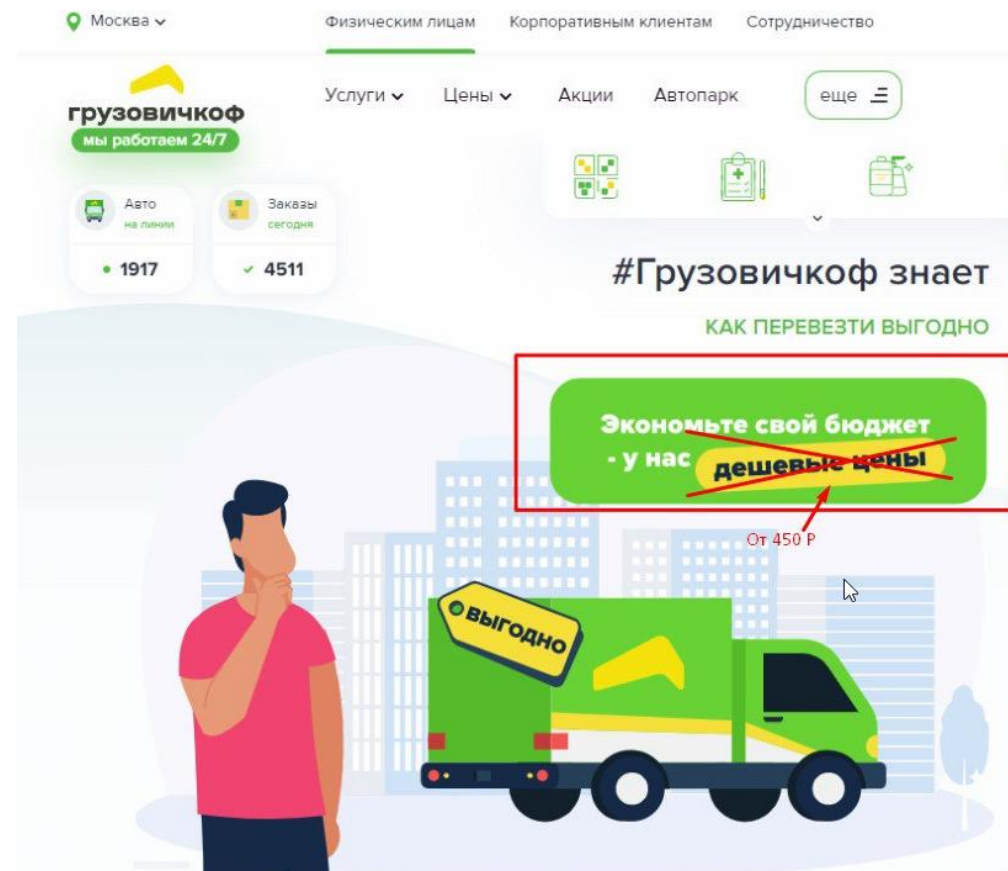 Москва
Физическим лицам Корпоративным клиентам Сотрудничество
грузовичкоф
мы работаем 24/7
Услуги Цены Акции Автопарк еще
Авто
на линии
1917
Заказы
сегодня
4511
#Грузовичкоф знает
КАК ПЕРЕВЕЗТИ ВЫГОДНО
Экономьте свой бюджет
- у нас дешевые цены
От 450 Р
ВЫГОДНО